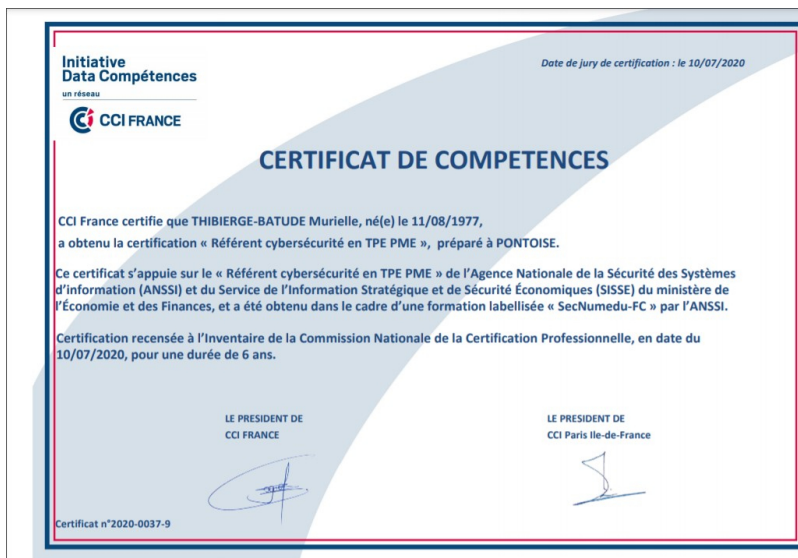 Initiative
Data Compétences
un réseau
CCI FRANCE
Date de jury de certification : le 10/07/2020
CERTIFICAT DE COMPETENCES
CCI France certifie que THIBIERGE-BATUDE Murielle, né(e) le 11/08/1977,
a obtenu la certification « Référent cybersécurité en TPE PME », préparé à PONTOISE.
Ce certificat s’appuie sur le « Référent cybersécurité en TPE PME » de l’Agence Nationale de la Sécurité des Systèmes
d’information (ANSSI) et du Service de l’Information Stratégique et de Sécurité Économiques (SISSE) du ministère de
l’Économie et des Finances, et a été obtenu dans le cadre d’une formation labellisée « SecNumedu-FC » par l’ANSSI.
Certification recensée à l’Inventaire de la Commission Nationale de la Certification Professionnelle, en date du
10/07/2020, pour une durée de 6 ans.
LE PRESIDENT DE
CCI FRANCE
LE PRESIDENT DE
CCI Paris Ile-de-France
Certificat n°2020-0037-9